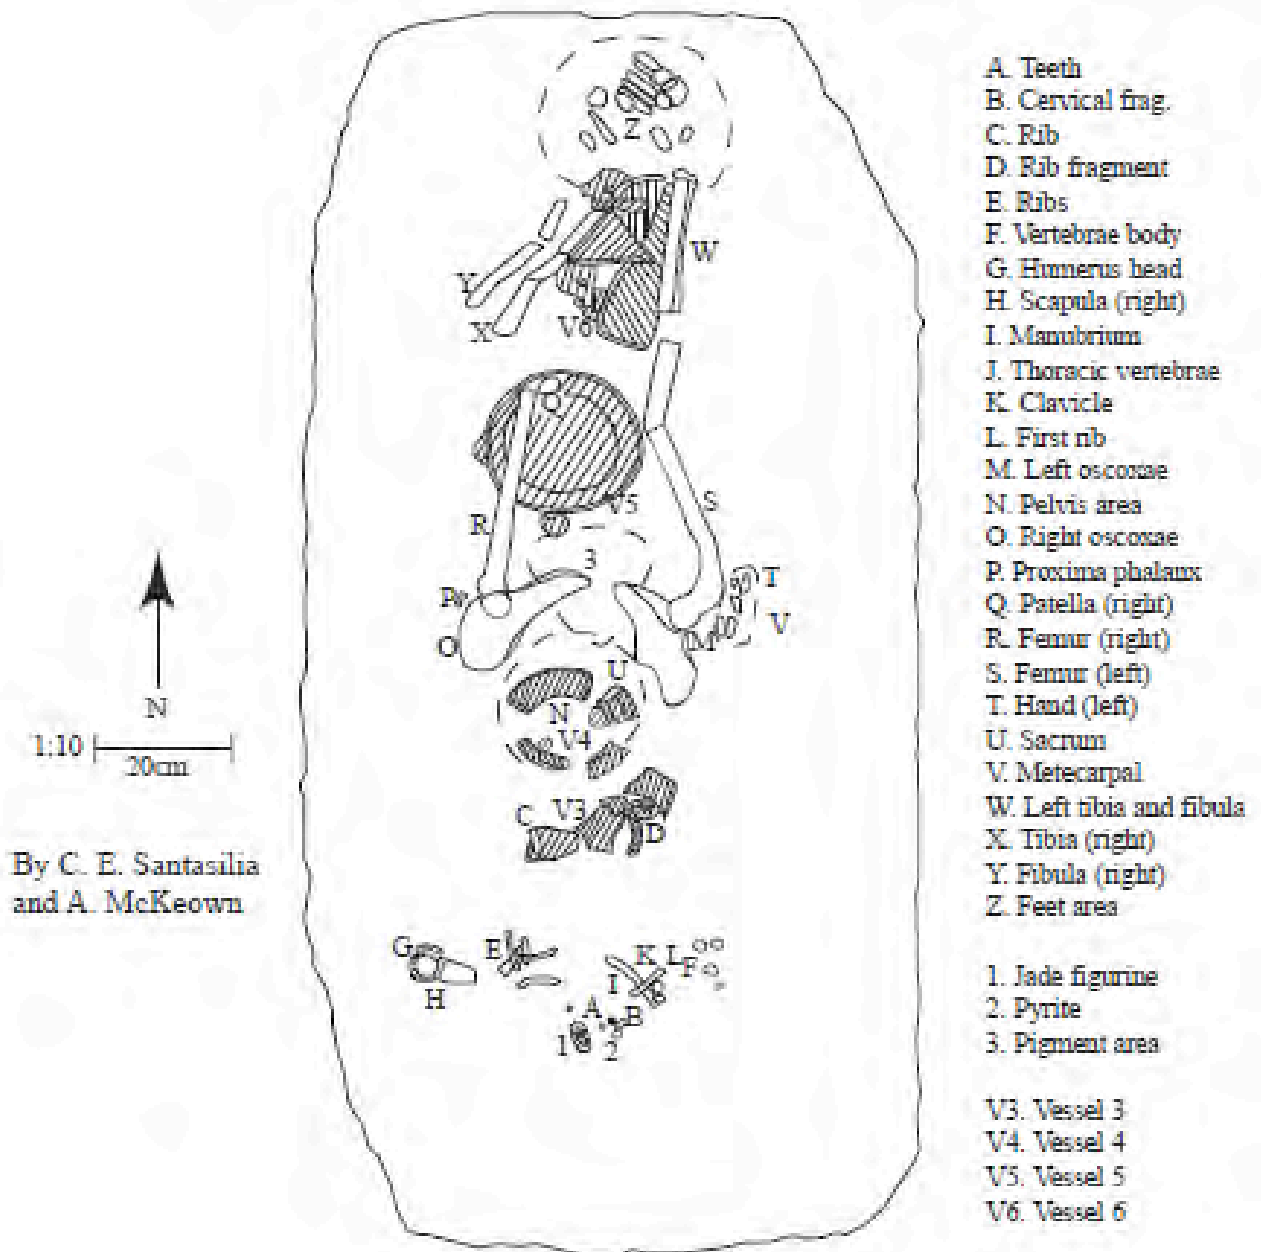 Z
W
Y
X
V6
Q
V5
R
S
3
T
P
V
O
M
U
N
V4
C
V3
D
G
E
K
L
F
H
I
A
B
1
2
N
1:10
20cm
By C. E. Santasilia
and A. McKeown
A. Teeth
B. Cervical frag.
C. Rib
D. Rib fragment
E. Ribs
F. Vertebrae body
G. Humerus head
H. Scapula (right)
I. Manubrium
J. Thoracic vertebrae
K. Clavicle
L. First rib
M. Left oscoxae
N. Pelvis area
O. Right oscoxae
P. Proxima phalanx
Q. Patella (right)
R. Femur (right)
S. Femur (left)
T. Hand (left)
U. Sacrum
V. Metecarpal
W. Left tibia and fibula
X. Tibia (right)
Y. Fibula (right)
Z. Feet area
1. Jade figurine
2. Pyrite
3. Pigment area
V3. Vessel 3
V4. Vessel 4
V5. Vessel 5
V6. Vessel 6